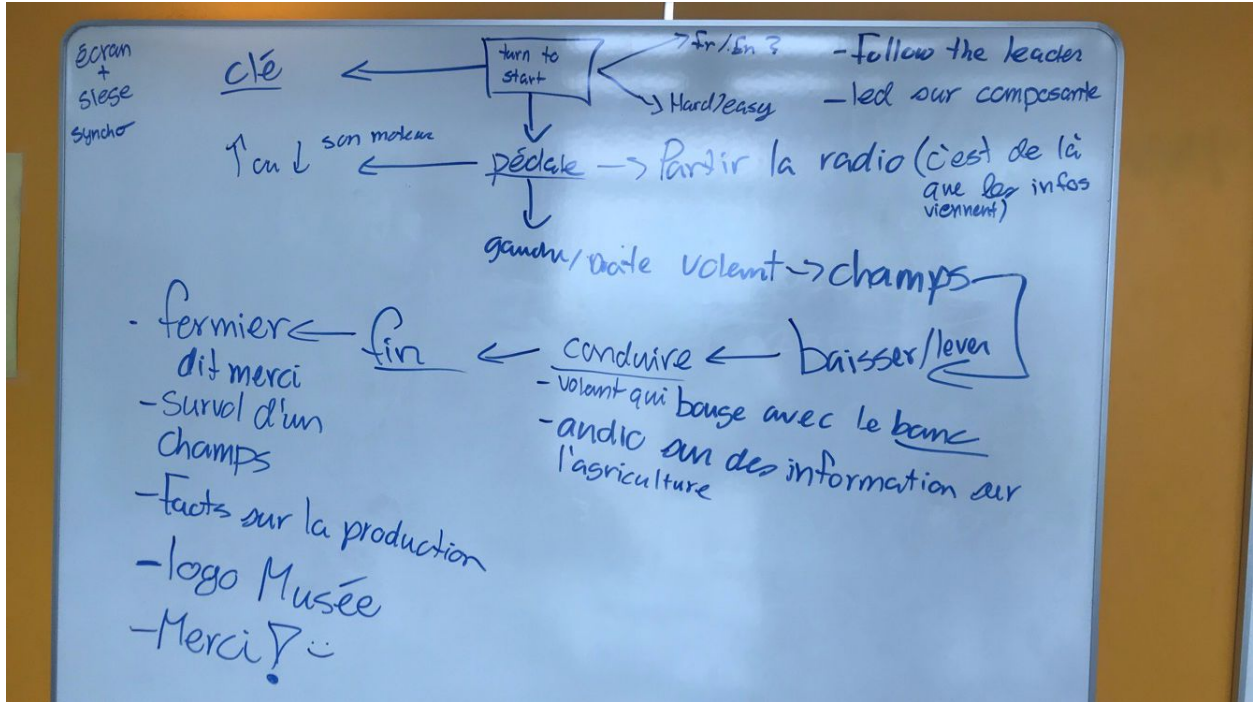 écran
+
siege
syncho
clé
turn to
start
fr/en?
Hard/easy
- Follow the leader
- led sur composante
↑ ou ↓ son moteur
pédale → Partir la radio (c'est de là
que les infos
viennent)
gauche/droite volant → champs
baisser/lever
conduire
- volant qui bouge avec le banc
- audio ou des information sur
l'agriculture
fin
- fermier
dit merci
- Survol d'un
champs
- Facts sur la production
- logo Musée
- Merci! :)